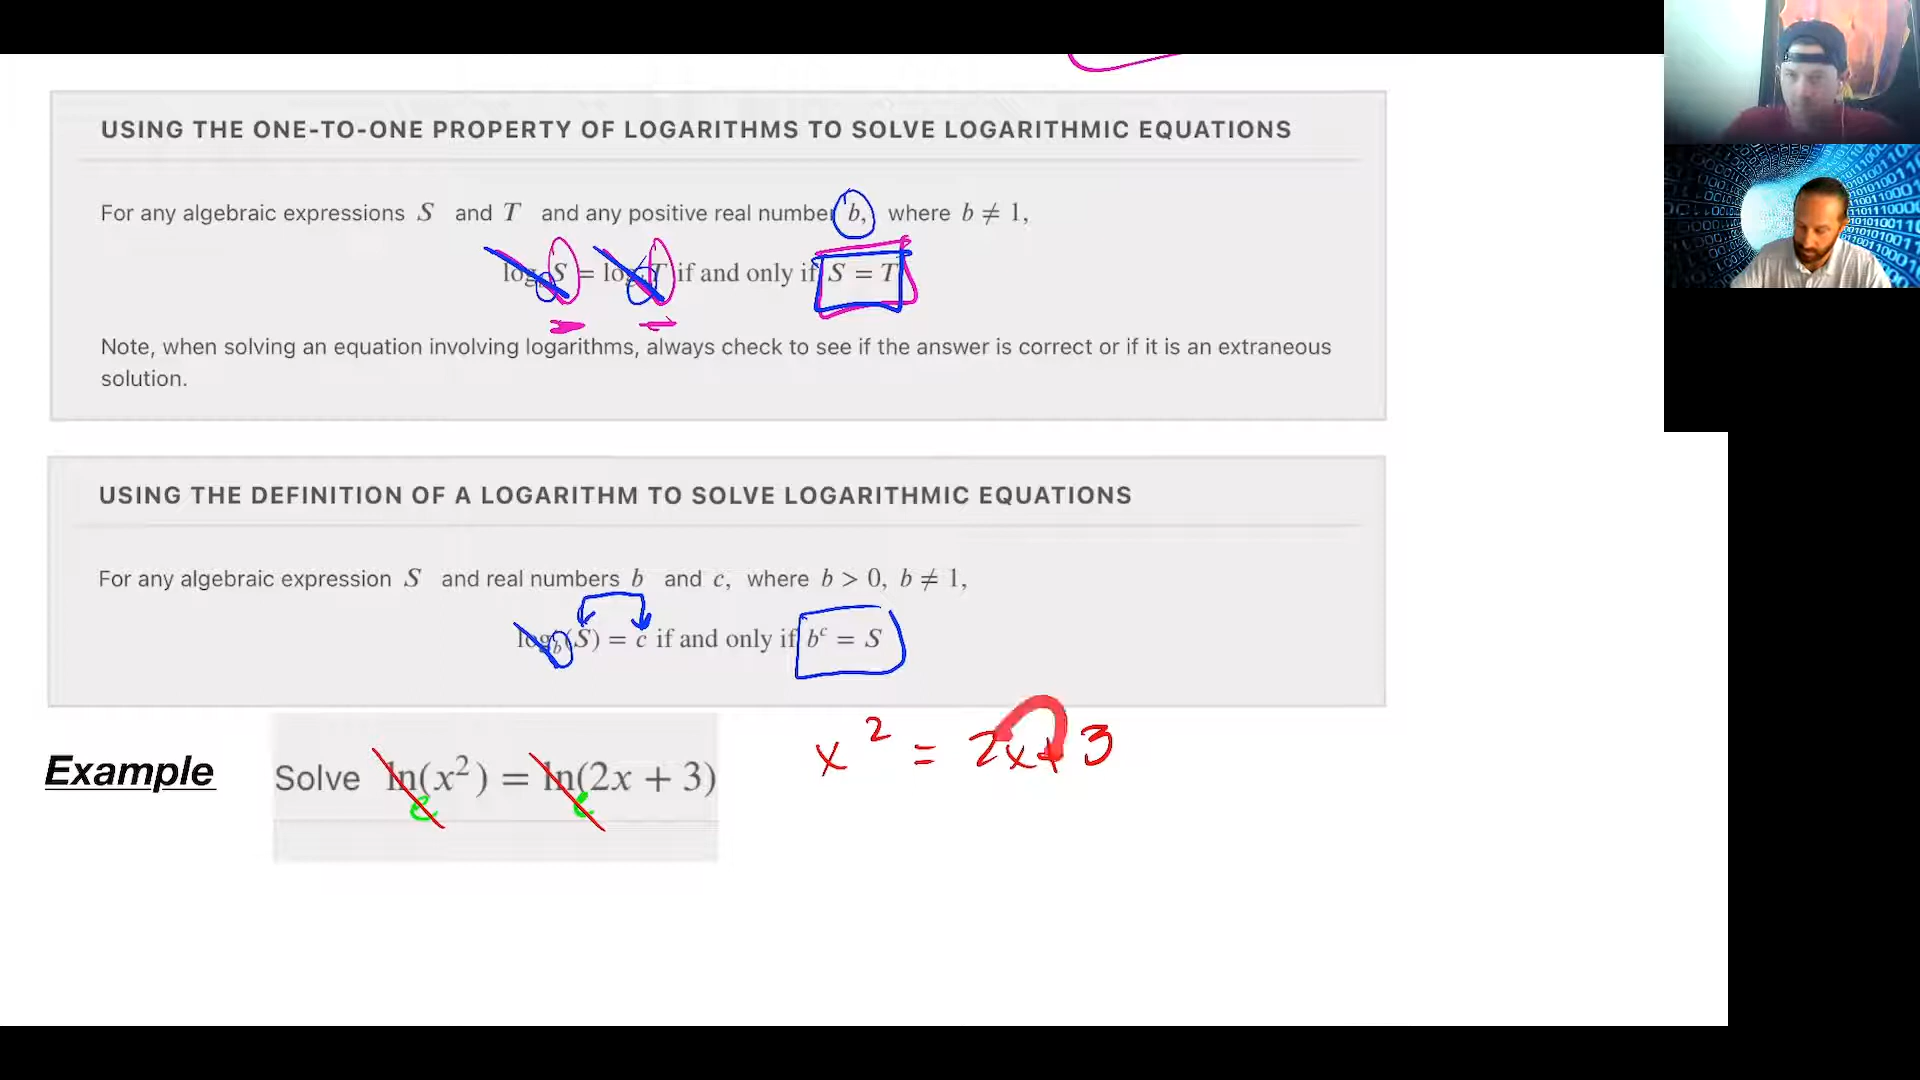 USING THE ONE-TO-ONE PROPERTY OF LOGARITHMS TO SOLVE LOGARITHMIC EQUATIONS
For any algebraic expressions S and T and any positive real number b, where b ≠ 1,
log_b S = log_b T if and only if S = T
Note, when solving an equation involving logarithms, always check to see if the answer is correct or if it is an extraneous
solution.
USING THE DEFINITION OF A LOGARITHM TO SOLVE LOGARITHMIC EQUATIONS
For any algebraic expression S and real numbers b and c, where b > 0, b ≠ 1,
log_b(S) = c if and only if b^c = S
x² = 2x+3
Example Solve ln(x²) = ln(2x + 3)
e e